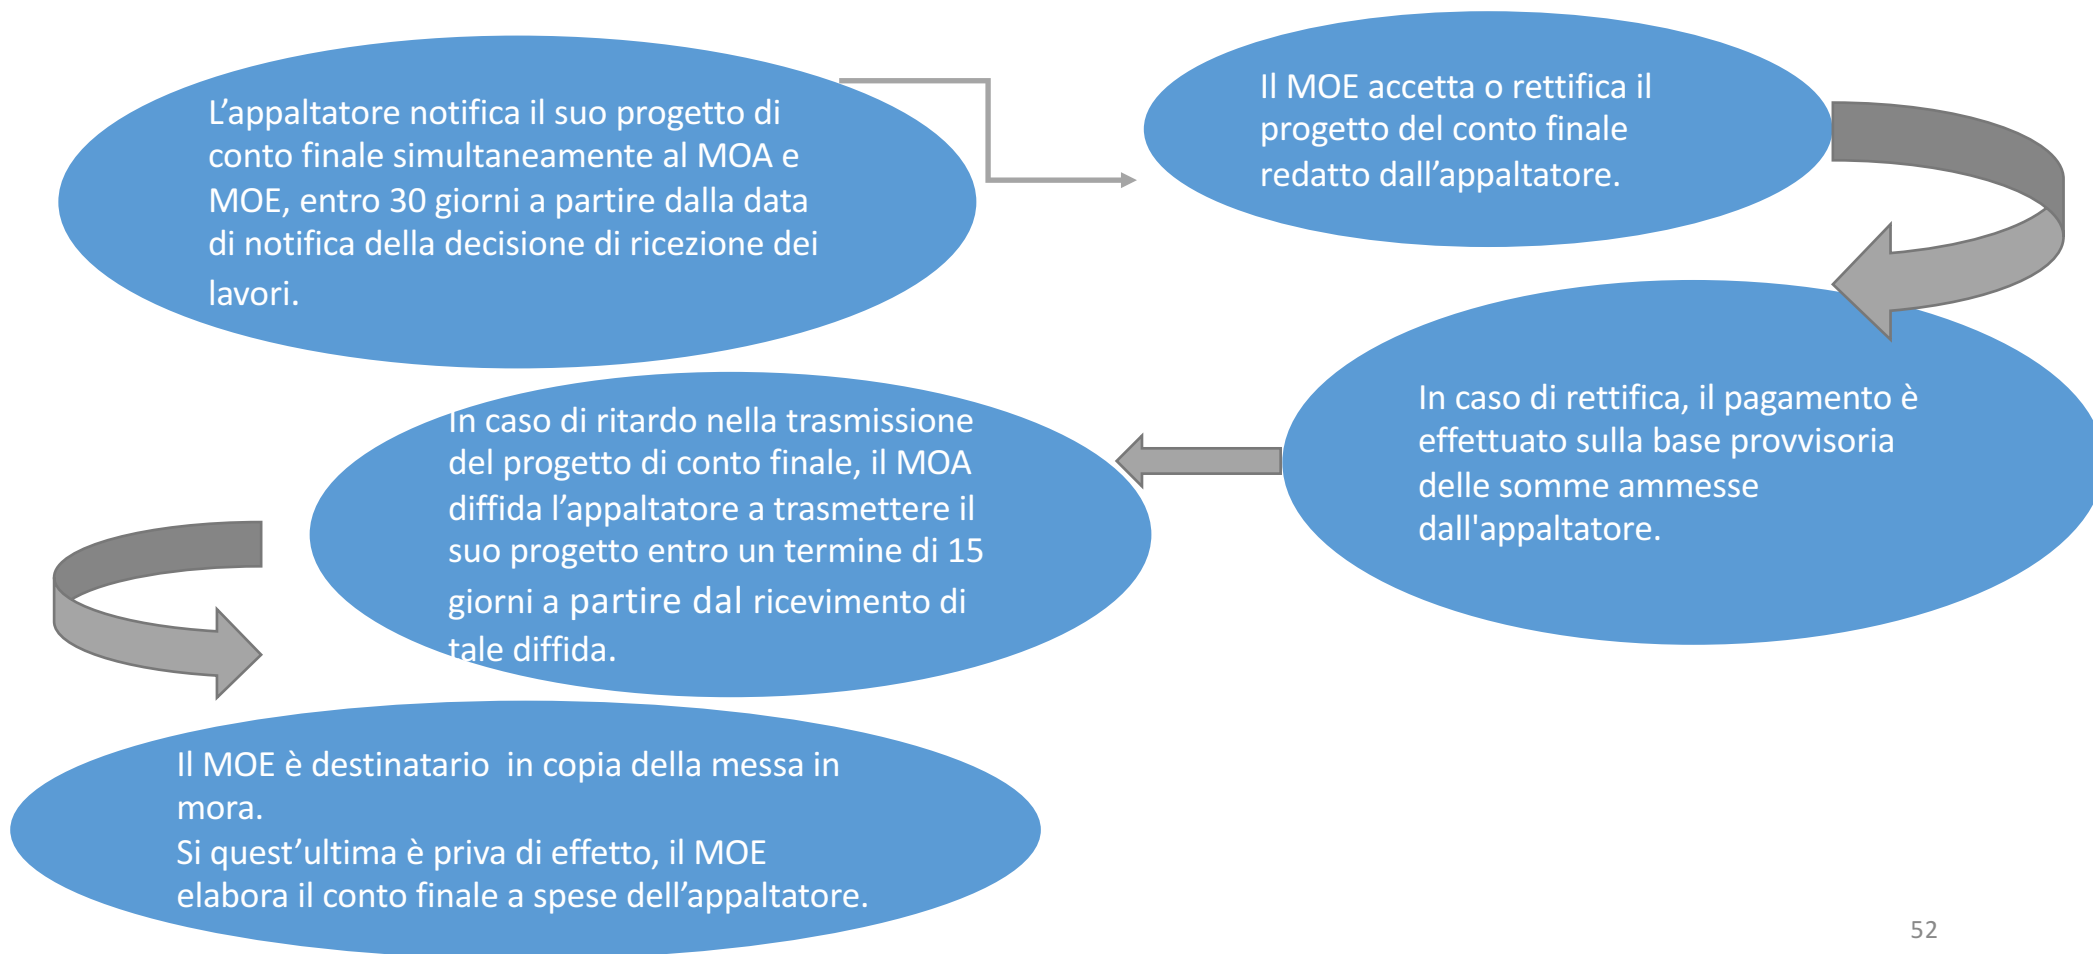 L'appaltatore notifica il suo progetto di
conto finale simultaneamente al MOA e
MOE, entro 30 giorni a partire dalla data
di notifica della decisione di ricezione dei
lavori.
Il MOE accetta o rettifica il
progetto del conto finale
redatto dall'appaltatore.
In caso di rettifica, il pagamento è
effettuato sulla base provvisoria
delle somme ammesse
dall'appaltatore.
In caso di ritardo nella trasmissione
del progetto di conto finale, il MOA
diffida l'appaltatore a trasmettere il
suo progetto entro un termine di 15
giorni a partire dal ricevimento di
tale diffida.
Il MOE è destinatario  in copia della messa in
mora.
Si quest'ultima è priva di effetto, il MOE
elabora il conto finale a spese dell'appaltatore.
52